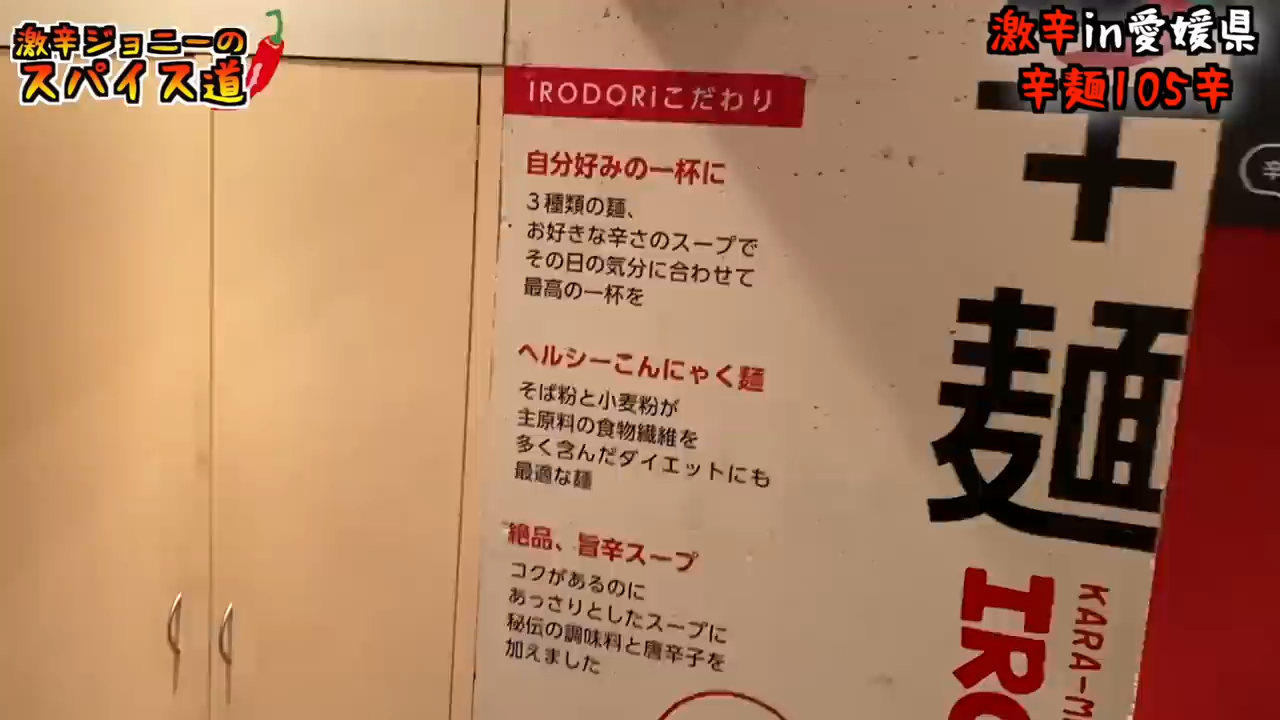 激辛ジョニーの
スパイス道
激辛in愛媛県
辛麺105辛
IRODORiこだわり
自分好みの一杯に
3種類の麺、
お好きな辛さのスープで
その日の気分に合わせて
最高の一杯を
ヘルシーこんにゃく麺
そば粉と小麦粉が
主原料の食物繊維を
多く含んだダイエットにも
最適な麺
絶品、旨辛スープ
コクがあるのに
あっさりとしたスープに
秘伝の調味料と唐辛子を
加えました
麺
KARA-M
IRO